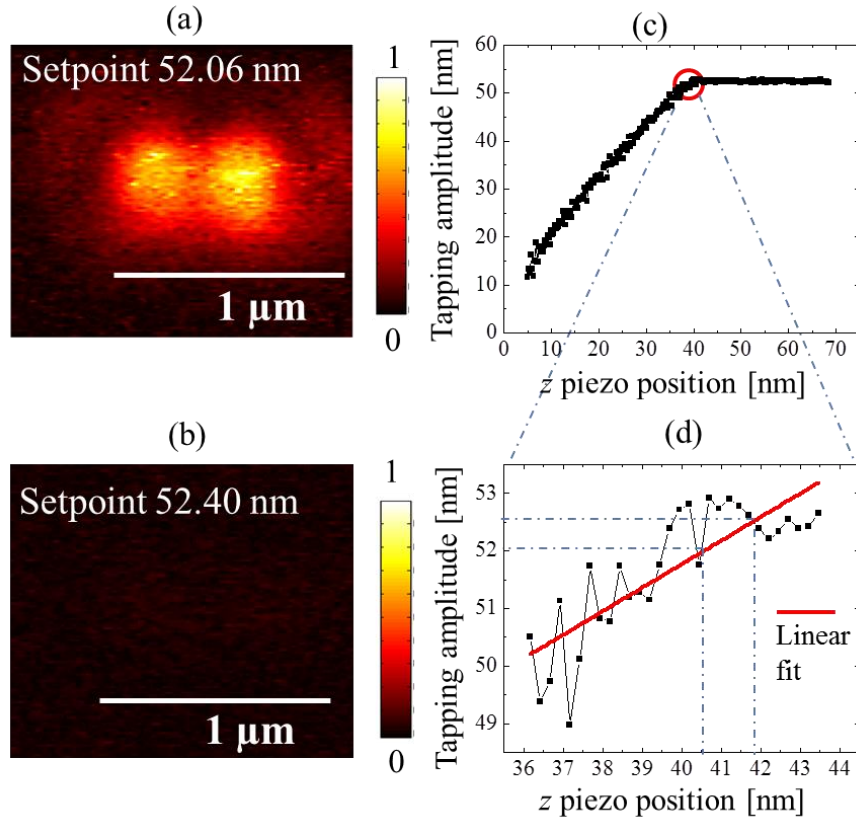 (a)
Setpoint 52.06 nm
1 µm
1
0
(c)
Tapping amplitude [nm]
60
50
40
30
20
10
0
0 10 20 30 40 50 60 70 80
z piezo position [nm]
(b)
Setpoint 52.40 nm
1 µm
1
0
(d)
Tapping amplitude [nm]
53
52
51
50
49
Linear
fit
36 37 38 39 40 41 42 43 44
z piezo position [nm]